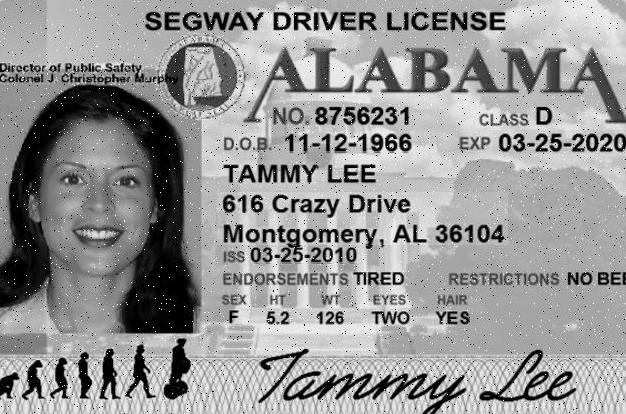 SEGWAY DRIVER LICENSE
Director of Public Safety
Colonel J. Christopher Murphy
ALABAMA
NO. 8756231 CLASS D
D.O.B. 11-12-1966 EXP 03-25-2020
TAMMY LEE
616 Crazy Drive
Montgomery, AL 36104
ISS 03-25-2010
ENDORSEMENTS TIRED RESTRICTIONS NO BEE
SEX HT WT EYES HAIR
F 5.2 126 TWO YES
Tammy Lee